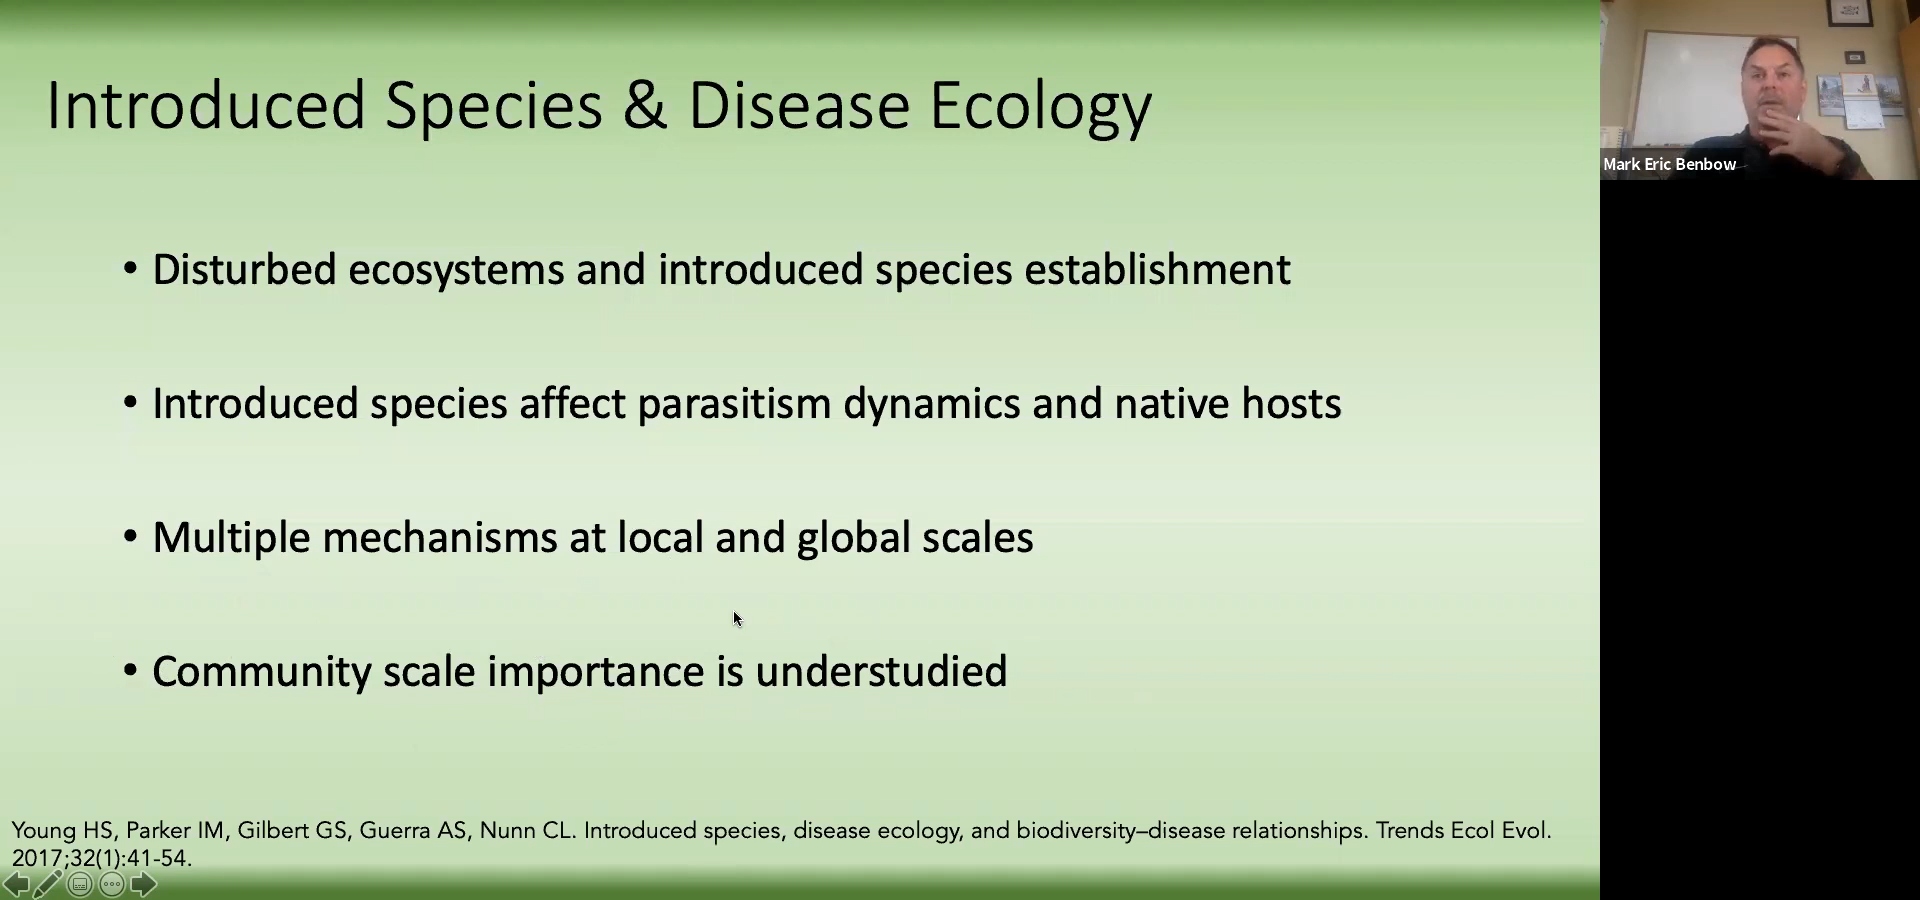 Introduced Species & Disease Ecology
• Disturbed ecosystems and introduced species establishment
• Introduced species affect parasitism dynamics and native hosts
• Multiple mechanisms at local and global scales
• Community scale importance is understudied
Young HS, Parker IM, Gilbert GS, Guerra AS, Nunn CL. Introduced species, disease ecology, and biodiversity–disease relationships. Trends Ecol Evol.
2017;32(1):41-54.
Mark Eric Benbow